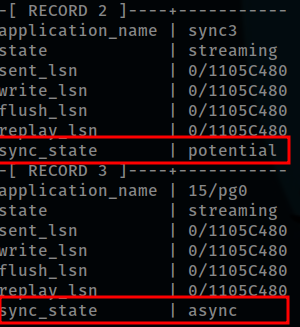 -[ RECORD 2 ]----+------------
application_name | sync3
state            | streaming
sent_lsn         | 0/1105C480
write_lsn        | 0/1105C480
flush_lsn        | 0/1105C480
replay_lsn       | 0/1105C480
sync_state       | potential
-[ RECORD 3 ]----+------------
application_name | 15/pg0
state            | streaming
sent_lsn         | 0/1105C480
write_lsn        | 0/1105C480
flush_lsn        | 0/1105C480
replay_lsn       | 0/1105C480
sync_state       | async